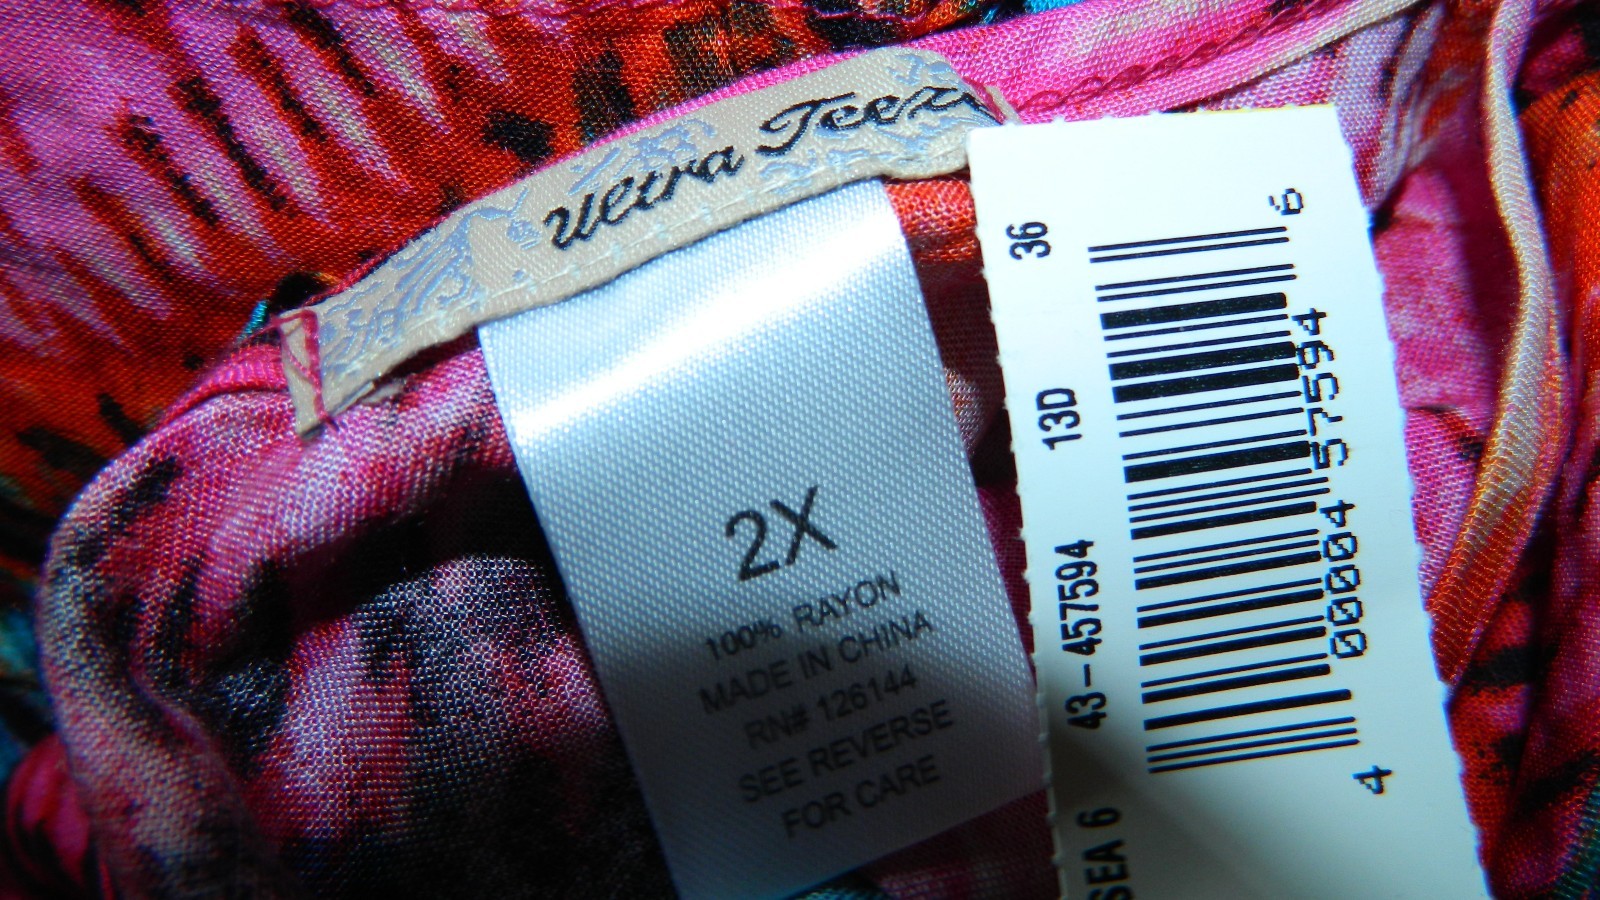 Ultra Teeze
2X
100% RAYON
MADE IN CHINA
RN# 126144
SEE REVERSE
FOR CARE
36
13D
43-457594
SEA 6
4 00004 57594 6